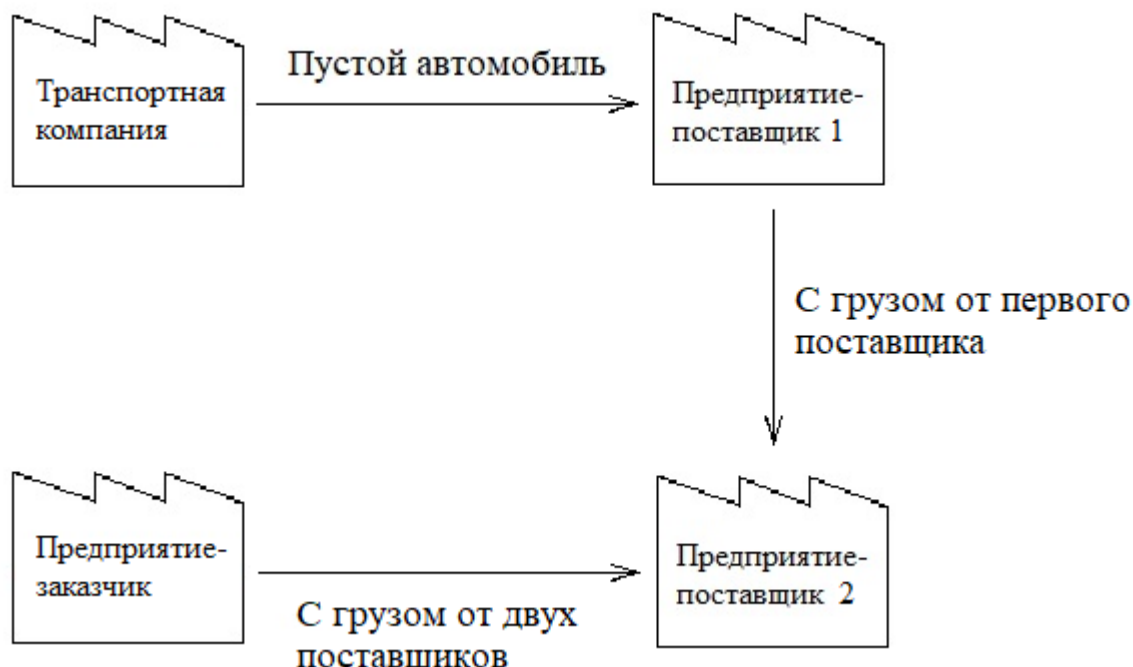 Транспортная
компания
Пустой автомобиль
Предприятие-
поставщик 1
С грузом от первого
поставщика
Предприятие-
заказчик
С грузом от двух
поставщиков
Предприятие-
поставщик 2